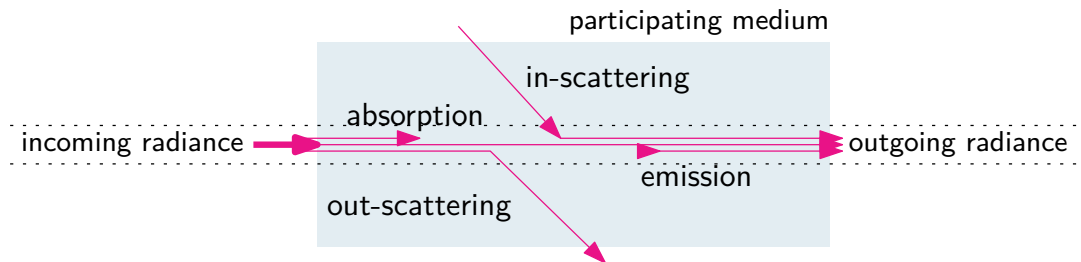 participating medium
in-scattering
absorption
incoming radiance
outgoing radiance
emission
out-scattering